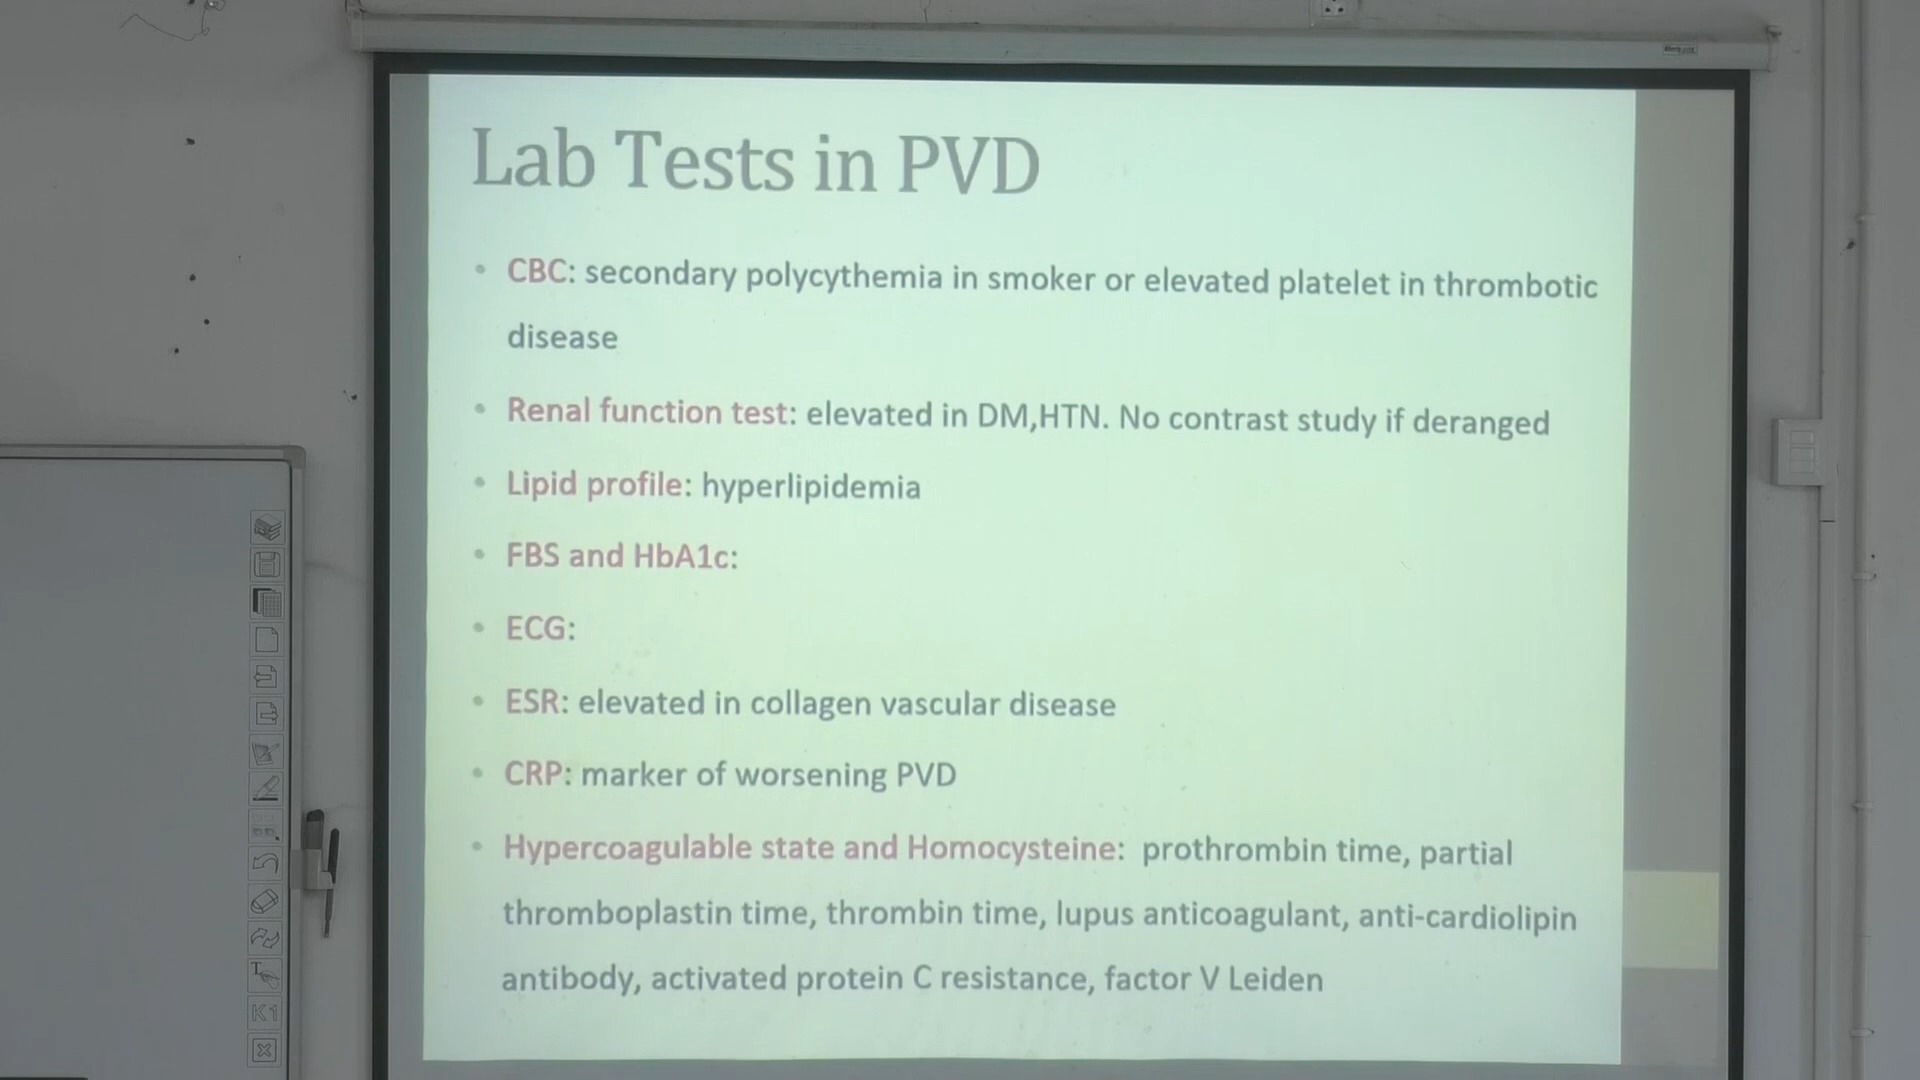 Lab Tests in PVD
• CBC: secondary polycythemia in smoker or elevated platelet in thrombotic
disease
• Renal function test: elevated in DM,HTN. No contrast study if deranged
• Lipid profile: hyperlipidemia
• FBS and HbA1c:
• ECG:
• ESR: elevated in collagen vascular disease
• CRP: marker of worsening PVD
• Hypercoagulable state and Homocysteine: prothrombin time, partial
thromboplastin time, thrombin time, lupus anticoagulant, anti-cardiolipin
antibody, activated protein C resistance, factor V Leiden
T
K1